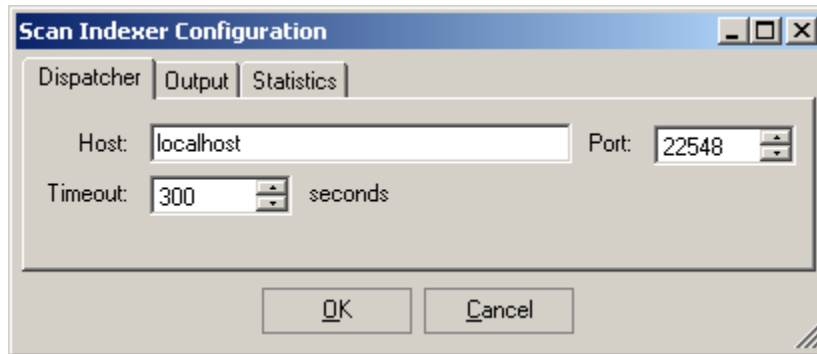 Scan Indexer Configuration
Dispatcher Output Statistics
Host: localhost Port: 22548
Timeout: 300 seconds
OK Cancel